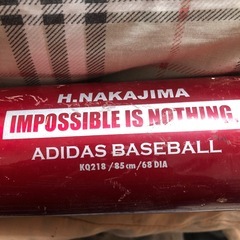 H.NAKAJIMA
IMPOSSIBLE IS NOTHING
ADIDAS BASEBALL
KQ218 / 85cm / 68 DIA